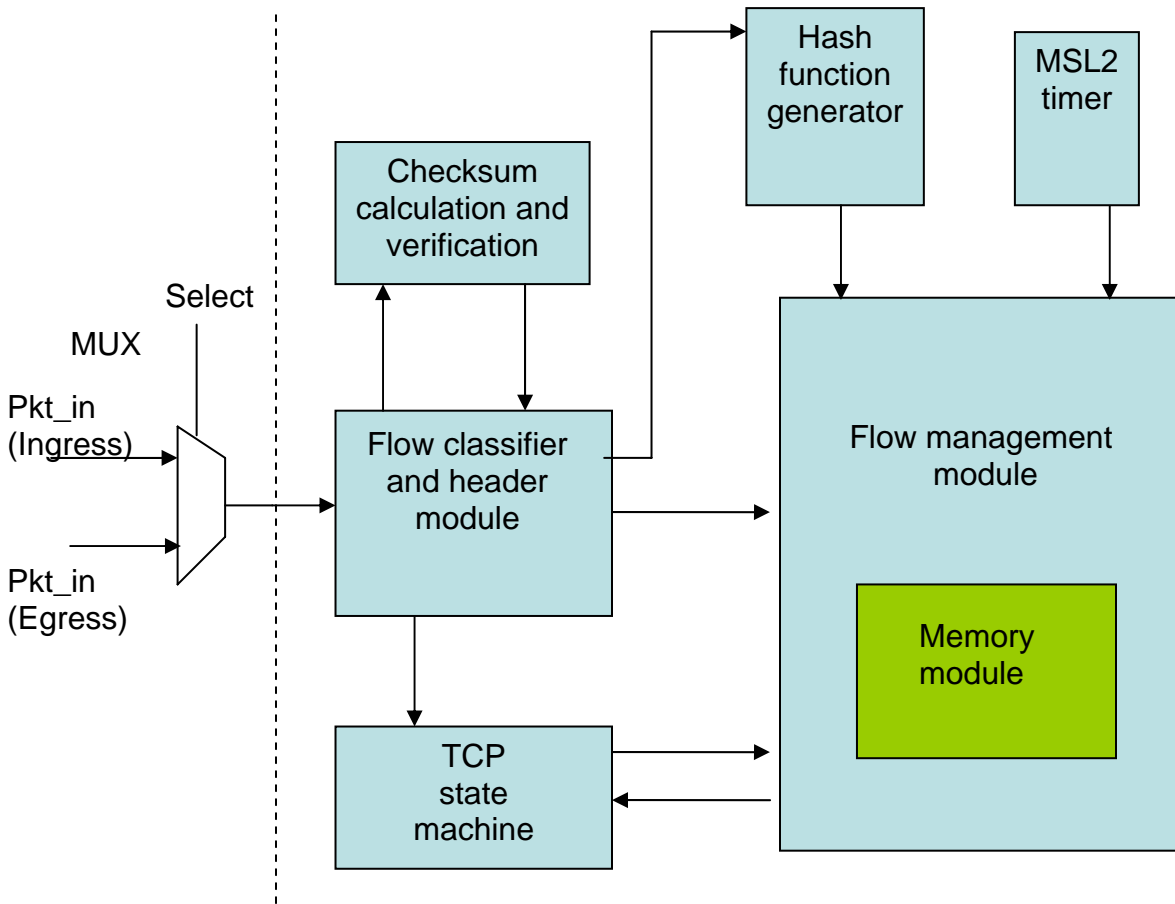 Hash
function
generator
MSL2
timer
Checksum
calculation and
verification
Select
MUX
Pkt_in
(Ingress)
Flow classifier
and header
module
Flow management
module
Pkt_in
(Egress)
Memory
module
TCP
state
machine